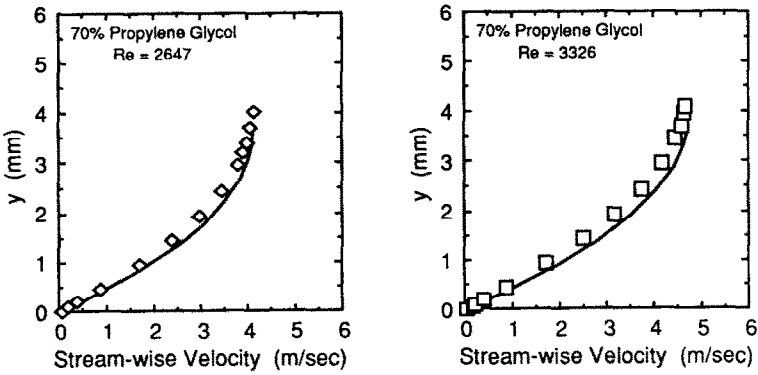 6
5
4
3
2
1
0
y (mm)
70% Propylene Glycol
Re = 2647
0 1 2 3 4 5 6
Stream-wise Velocity (m/sec)
6
5
4
3
2
1
0
y (mm)
70% Propylene Glycol
Re = 3326
0 1 2 3 4 5 6
Stream-wise Velocity (m/sec)